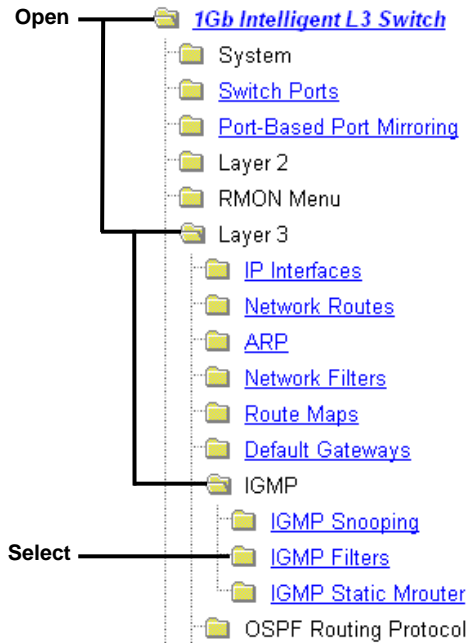 Open 1Gb Intelligent L3 Switch
System
Switch Ports
Port-Based Port Mirroring
Layer 2
RMON Menu
Layer 3
IP Interfaces
Network Routes
ARP
Network Filters
Route Maps
Default Gateways
IGMP
IGMP Snooping
Select IGMP Filters
IGMP Static Mrouter
OSPF Routing Protocol